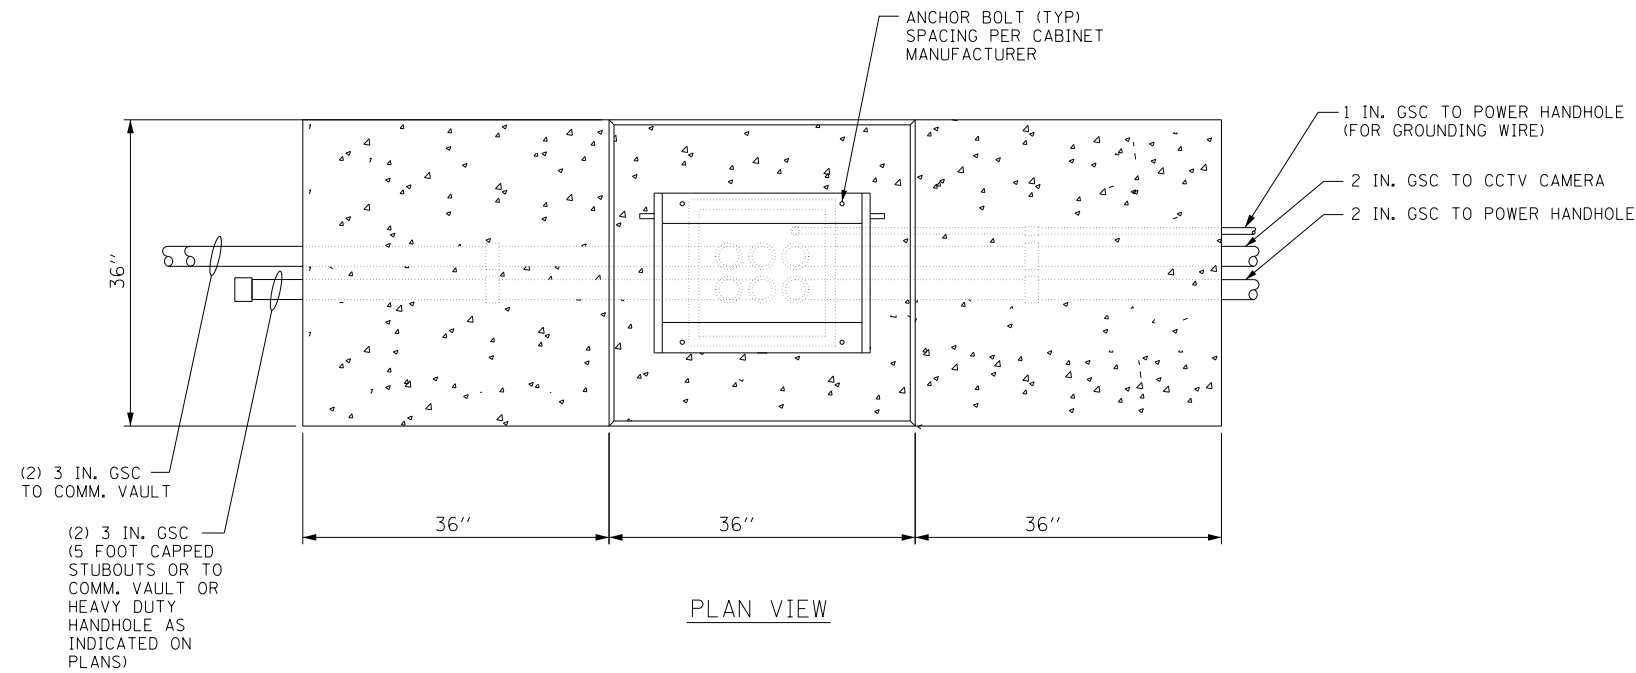 ANCHOR BOLT (TYP)
SPACING PER CABINET
MANUFACTURER
1 IN. GSC TO POWER HANDHOLE
(FOR GROUNDING WIRE)
2 IN. GSC TO CCTV CAMERA
2 IN. GSC TO POWER HANDHOLE
36''
(2) 3 IN. GSC
TO COMM. VAULT
(2) 3 IN. GSC
(5 FOOT CAPPED
STUBOUTS OR TO
COMM. VAULT OR
HEAVY DUTY
HANDHOLE AS
INDICATED ON
PLANS)
36'' 36'' 36''
PLAN VIEW